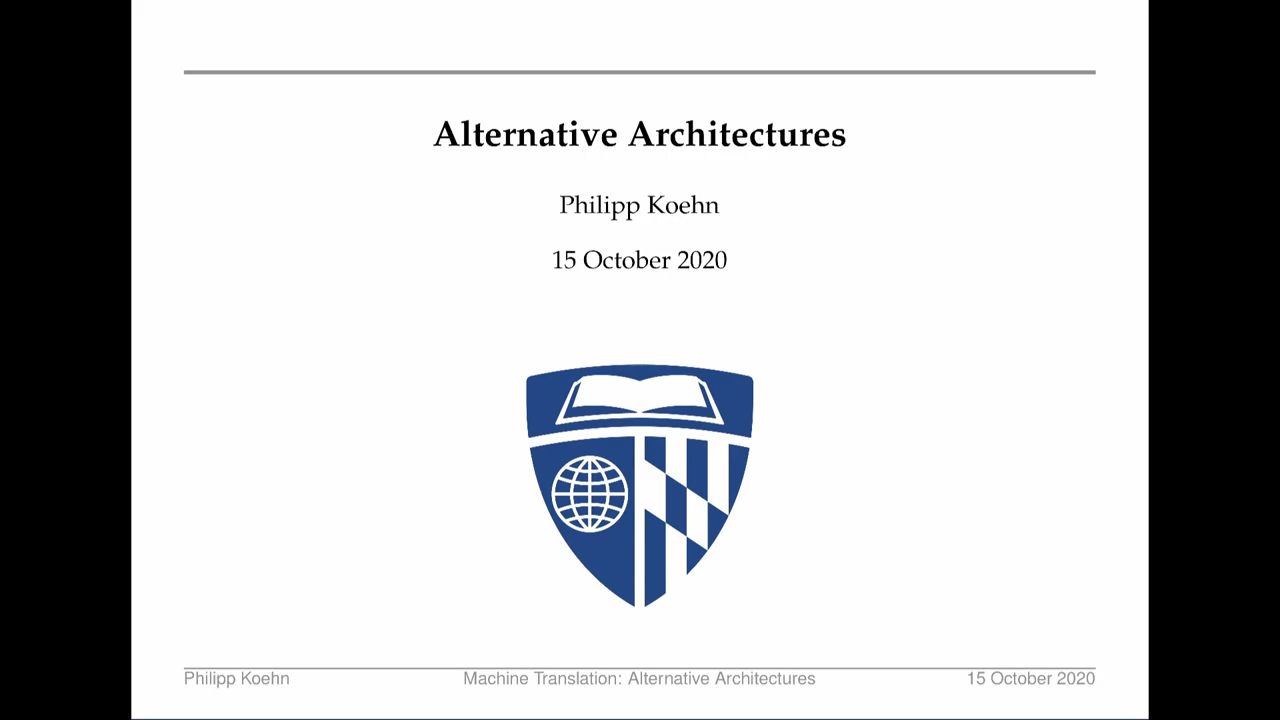 Alternative Architectures
Philipp Koehn
15 October 2020
Philipp Koehn Machine Translation: Alternative Architectures 15 October 2020